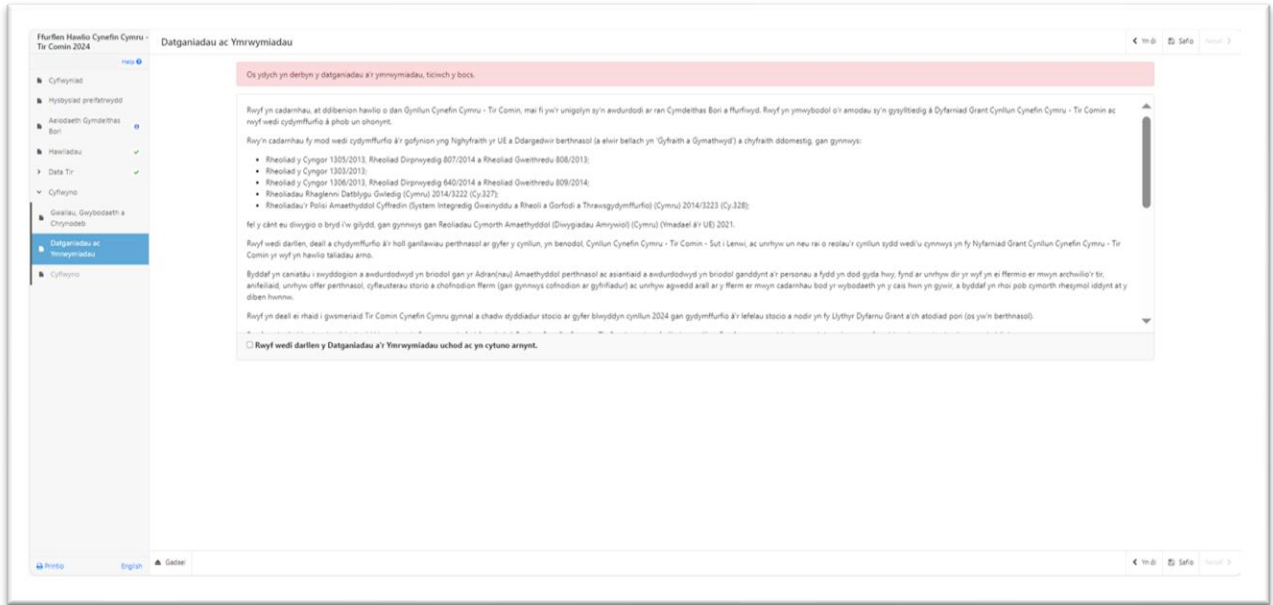 Ffurflen Hawlio Cynefin Cymru -
Tir Comin 2024
Help
Cyflwyniad
Hysbysiad preifatrwydd
Aelodaeth Gymdeithas
Bori
Hawliadau
Data Tir
Cyflwyno
Gwallau, Gwybodaeth a
Chrynodeb
Datganiadau ac
Ymrwymiadau
Cyflwyno
Printio
English
Datganiadau ac Ymrwymiadau
Safio
Os ydych yn derbyn y datganiadau a'r ymrwymiadau, ticiwch y bocs.
Rwyf yn cadarnhau, at ddibenion hawlio o dan Gynllun Cynefin Cymru - Tir Comin, mai fi yw'r unigolyn sy'n awdurdodi ar ran Cymdeithas Bori a ffurfiwyd. Rwyf yn ymwybodol o'r amodau sy'n gysylltiedig â Dyfarniad Grant Cynllun Cynefin Cymru - Tir Comin ac
rwyf wedi cydymffurfio â phob un ohonynt.
Rwy'n cadarnhau fy mod wedi cydymffurfio â'r gofynion yng Nghyfraith yr UE a Ddargedwir berthnasol (a elwir bellach yn 'Gyfraith a Gymathwyd') a chyfraith ddomestig, gan gynnwys:
• Rheoliad y Cyngor 1305/2013, Rheoliad Dirprwyedig 807/2014 a Rheoliad Gweithredu 808/2013;
• Rheoliad y Cyngor 1303/2013;
• Rheoliad y Cyngor 1306/2013, Rheoliad Dirprwyedig 640/2014 a Rheoliad Gweithredu 809/2014;
• Rheoliadau Rhaglenni Datblygu Gwledig (Cymru) 2014/3222 (Cy.327);
• Rheoliadau'r Polisi Amaethyddol Cyffredin (System Integredig Gweinyddu a Rheoli a Gorfodi a Thrawsgydymffurfio) (Cymru) 2014/3223 (Cy.328);
fel y cânt eu diwygio o bryd i'w gilydd, gan gynnwys gan Reoliadau Cymorth Amaethyddol (Diwygiadau Amrywiol) (Cymru) (Ymadael â'r UE) 2021.
Rwyf wedi darllen, deall a chydymffurfio â'r holl ganllawiau perthnasol ar gyfer y cynllun, yn benodol, Cynllun Cynefin Cymru - Tir Comin - Sut i Lenwi, ac unrhyw un neu rai o reolau'r cynllun sydd wedi'u cynnwys yn fy Nyfarniad Grant Cynllun Cynefin Cymru - Tir
Comin yr wyf yn hawlio taliadau arno.
Byddaf yn caniatáu i swyddogion a awdurdodwyd yn briodol gan yr Adran(nau) Amaethyddol perthnasol ac asiantiaid a awdurdodwyd yn briodol ganddynt a'r personau a fydd yn dod gyda hwy, fynd ar unrhyw dir yr wyf yn ei ffermio er mwyn archwilio'r tir,
anifeiliaid, unrhyw offer perthnasol, cyfleusterau storio a chofnodion fferm (gan gynnwys cofnodion ar gyfrifiadur) ac unrhyw agwedd arall ar y fferm er mwyn cadarnhau bod yr wybodaeth yn y cais hwn yn gywir, a byddaf yn rhoi pob cymorth rhesymol iddynt at y
diben hwnnw.
Rwyf yn deall ei rhaid i gwsmeriaid Tir Comin Cynefin Cymru gynnal a chadw dyddiadur stocio ar gyfer blwyddyn cynllun 2024 gan gydymffurfio â'r lefelau stocio a nodir yn fy Llythyr Dyfarnu Grant a'ch atodiad pori (os yw'n berthnasol).
Rwyf wedi darllen y Datganiadau a'r Ymrwymiadau uchod ac yn cytuno arnynt.
Gadael
Safio